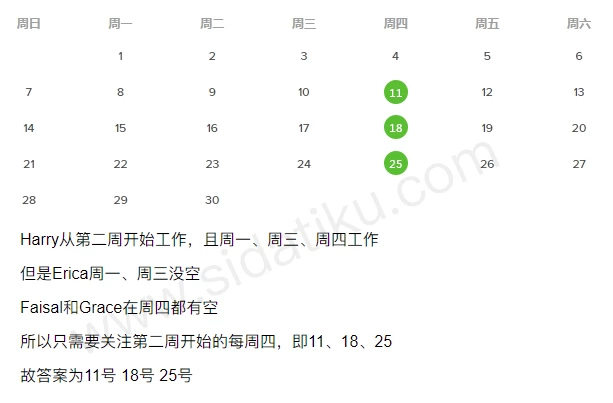 周日 周一 周二 周三 周四 周五 周六
1 2 3 4 5 6
7 8 9 10 11 12 13
14 15 16 17 18 19 20
21 22 23 24 25 26 27
28 29 30
Harry从第二周开始工作，且周一、周三、周四工作
但是Erica周一、周三没空
Faisal和Grace在周四都有空
所以只需要关注第二周开始的每周四，即11、18、25
故答案为11号 18号 25号
www.sidatiku.com